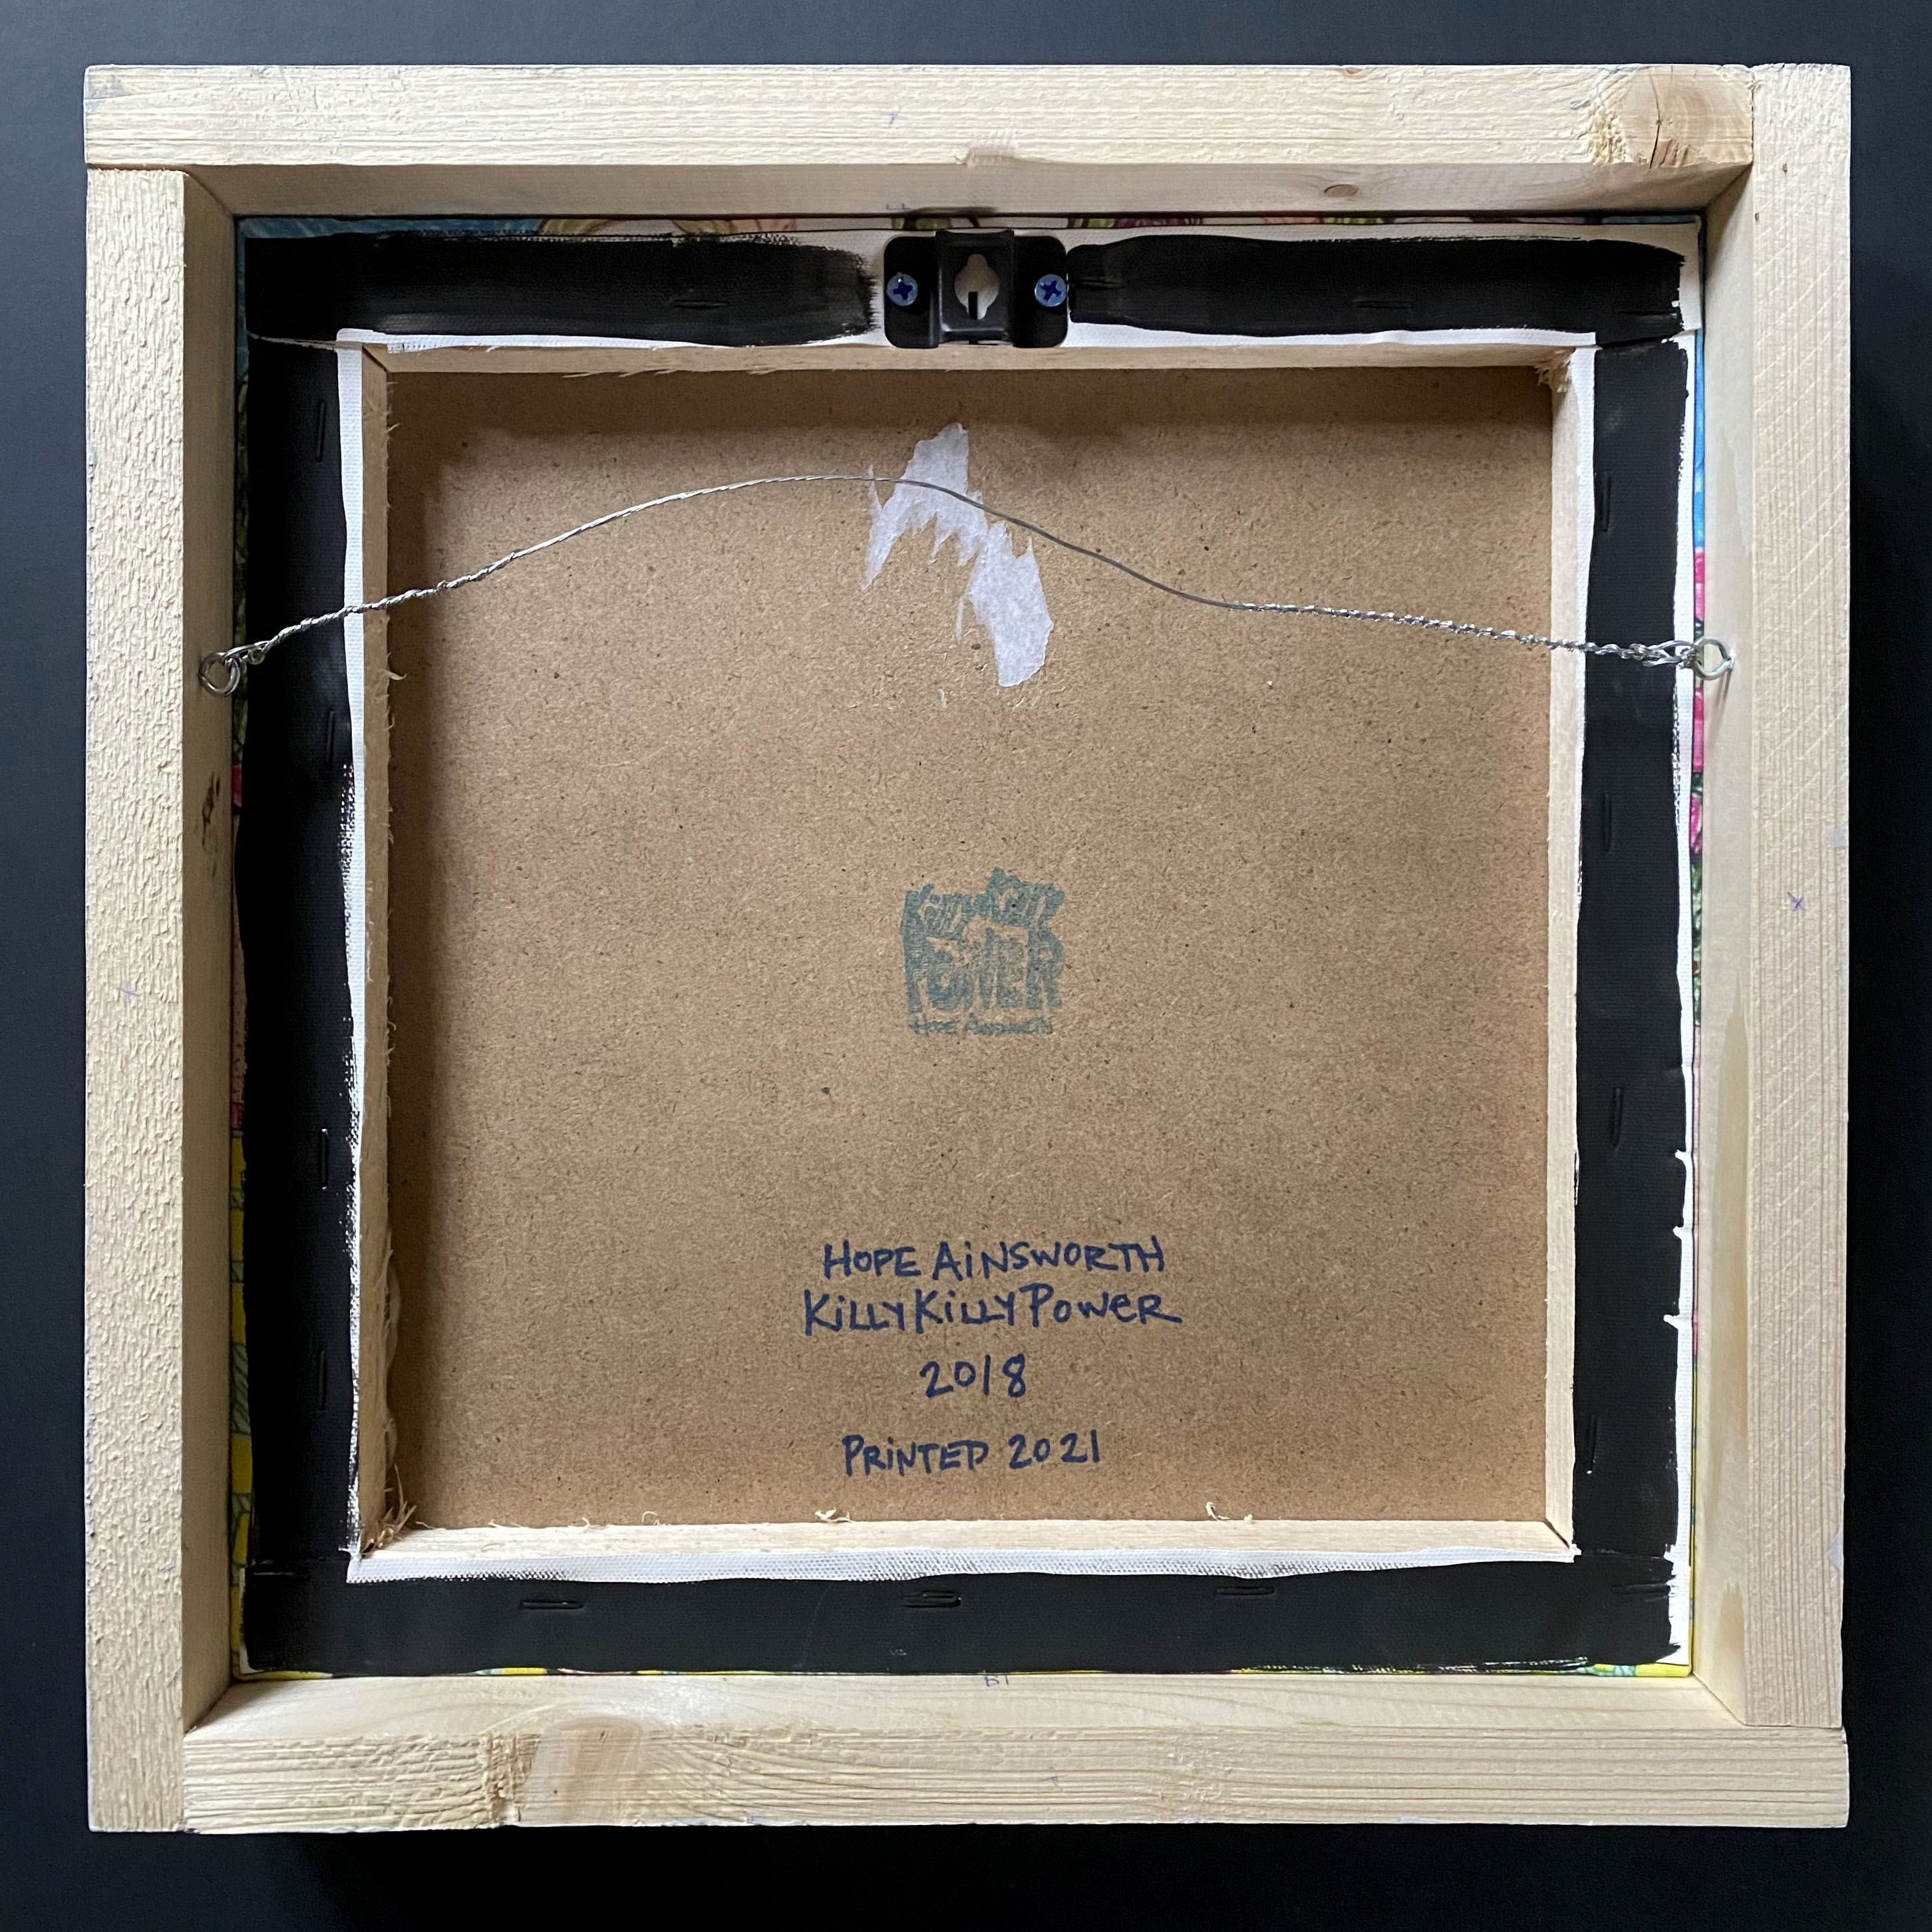 KillyKilly
POWER
HOPE AINSWORTH
HOPE AiNSWORTH
KiLLYKiLLYPOWeR
2018
PRiNTED 2021